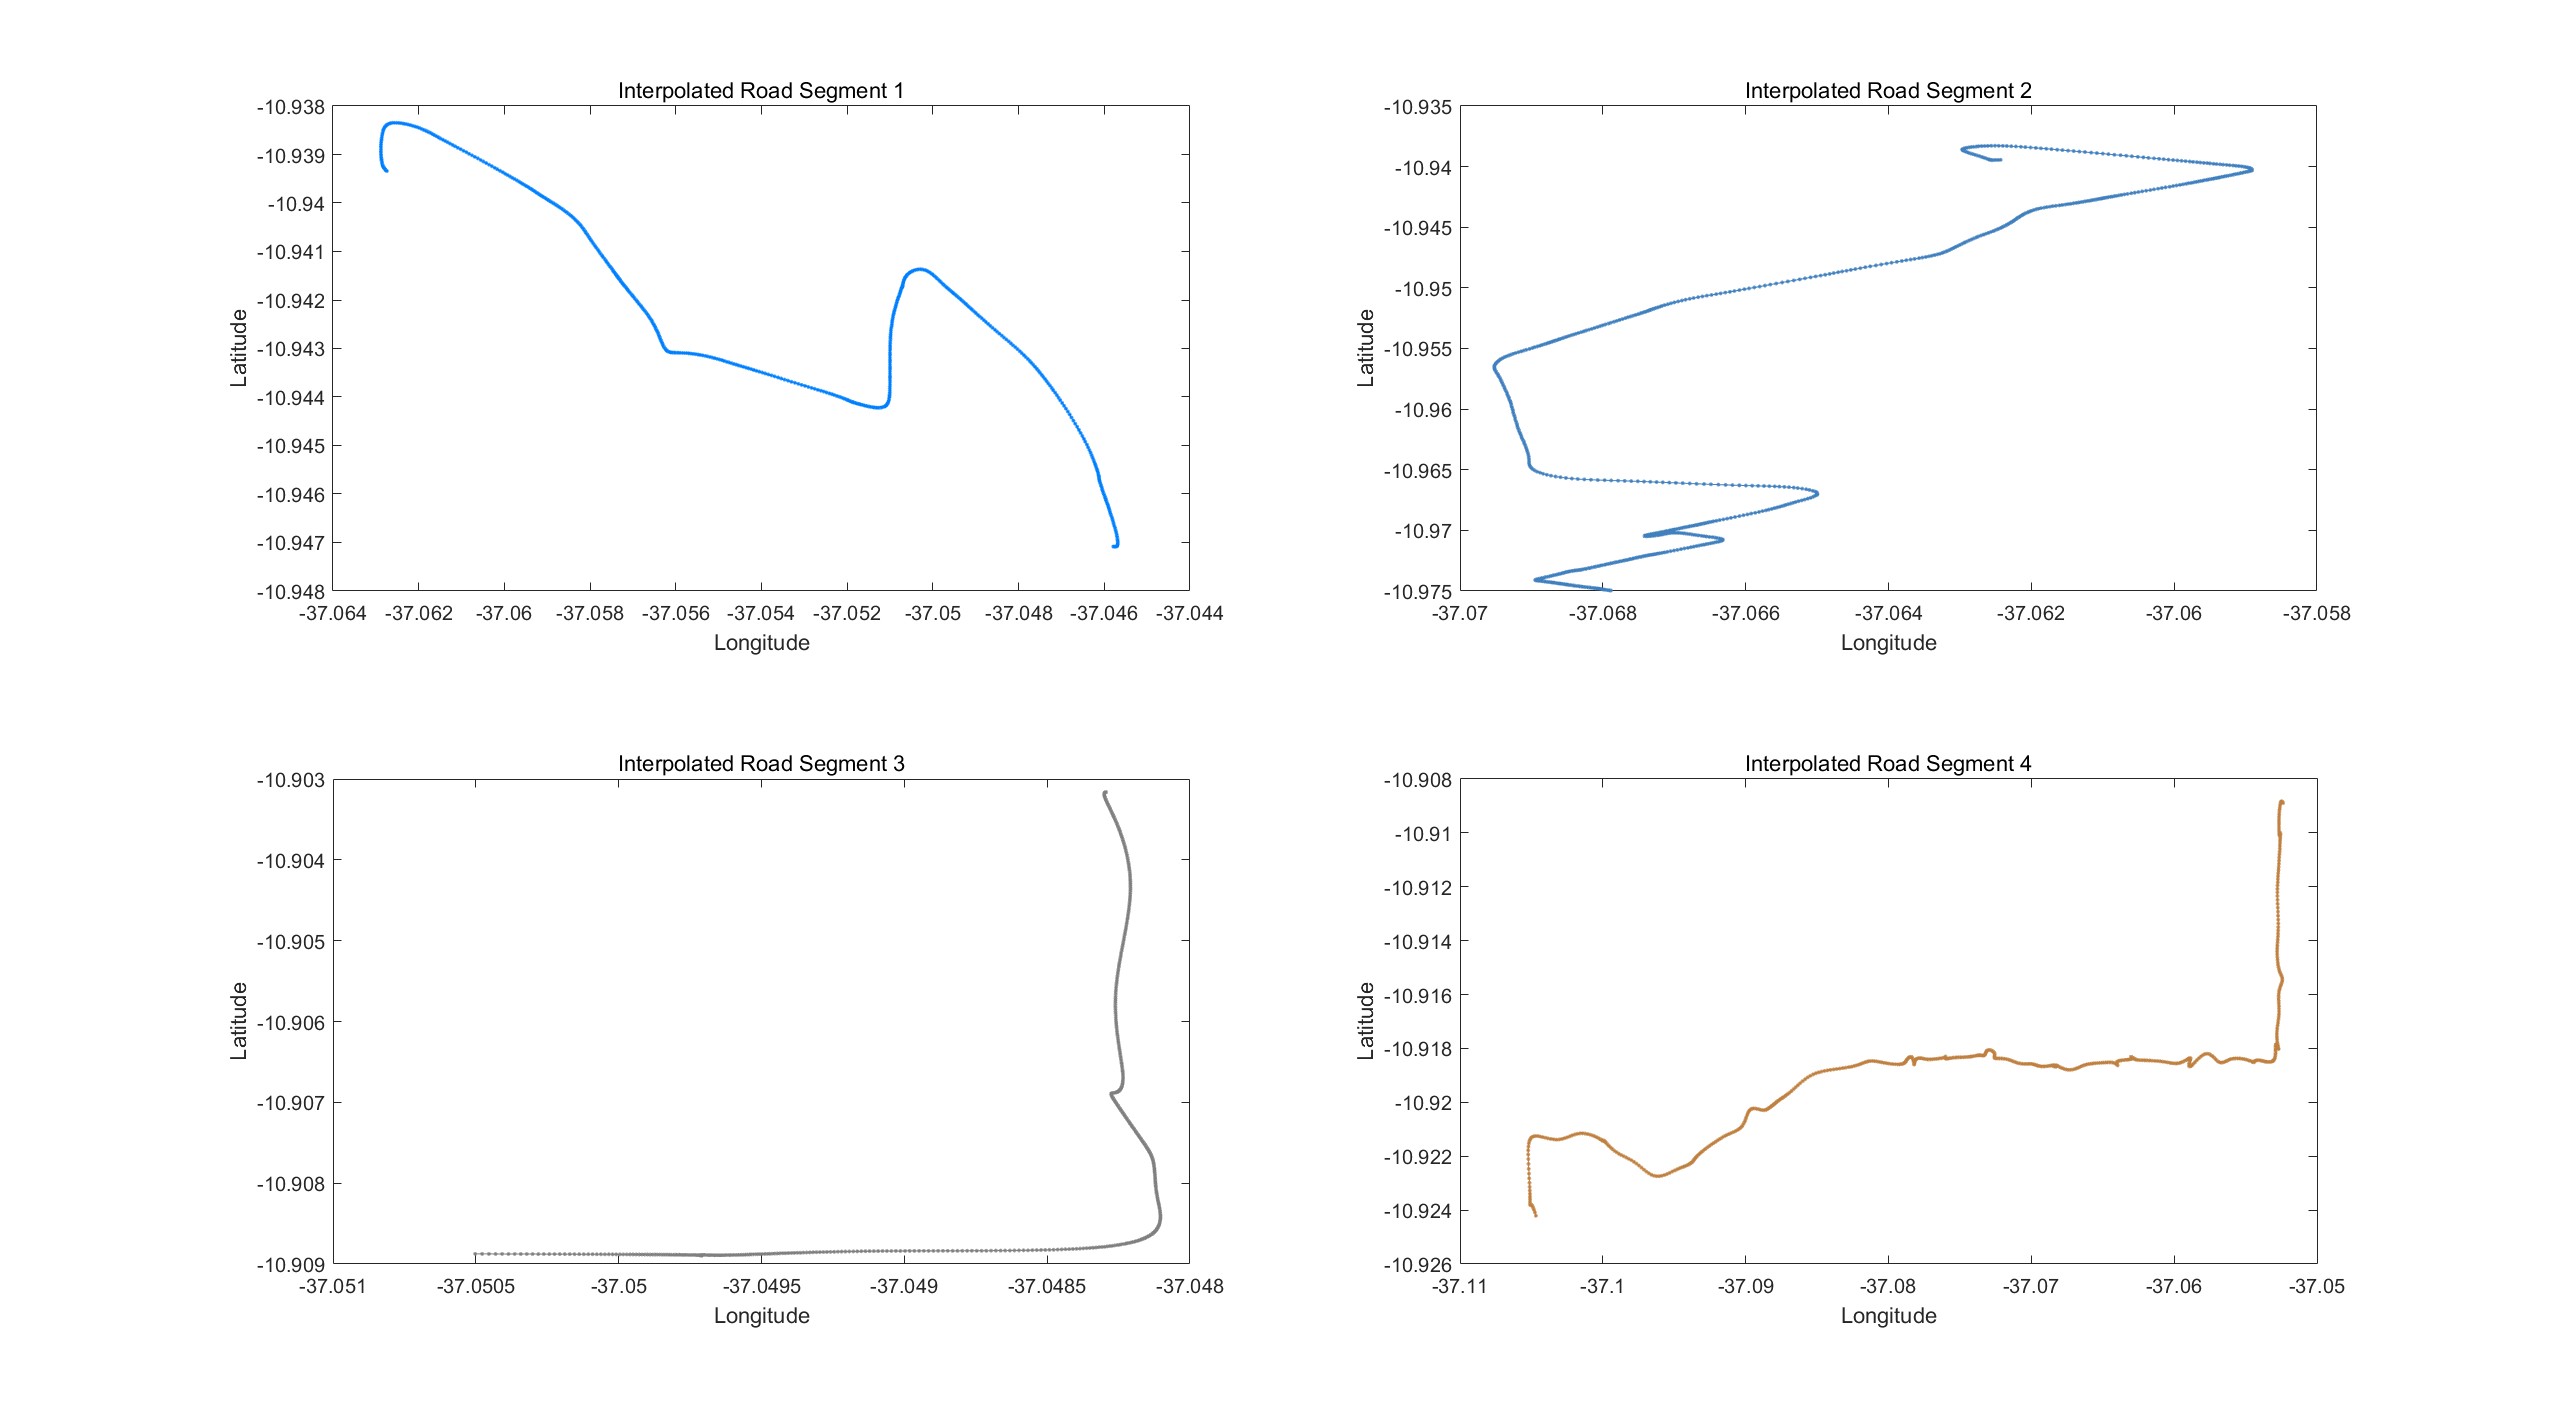 Interpolated Road Segment 1
-10.938
-10.939
-10.94
-10.941
-10.942
-10.943
-10.944
-10.945
-10.946
-10.947
-10.948
Latitude
-37.064 -37.062 -37.06 -37.058 -37.056 -37.054 -37.052 -37.05 -37.048 -37.046 -37.044
Longitude
Interpolated Road Segment 2
-10.935
-10.94
-10.945
-10.95
-10.955
-10.96
-10.965
-10.97
-10.975
Latitude
-37.07 -37.068 -37.066 -37.064 -37.062 -37.06 -37.058
Longitude
Interpolated Road Segment 3
-10.903
-10.904
-10.905
-10.906
-10.907
-10.908
-10.909
Latitude
-37.051 -37.0505 -37.05 -37.0495 -37.049 -37.0485 -37.048
Longitude
Interpolated Road Segment 4
-10.908
-10.91
-10.912
-10.914
-10.916
-10.918
-10.92
-10.922
-10.924
-10.926
Latitude
-37.11 -37.1 -37.09 -37.08 -37.07 -37.06 -37.05
Longitude